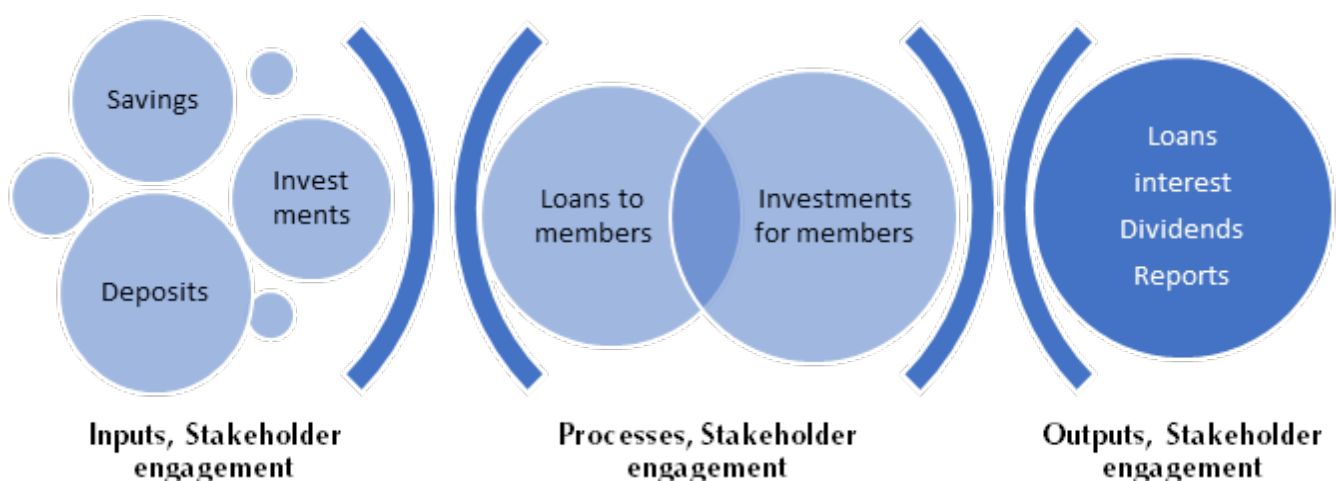 Savings
Invest
ments
Deposits
Loans to
members
Investments
for members
Loans
interest
Dividends
Reports
Inputs, Stakeholder
engagement
Processes, Stakeholder
engagement
Outputs, Stakeholder
engagement